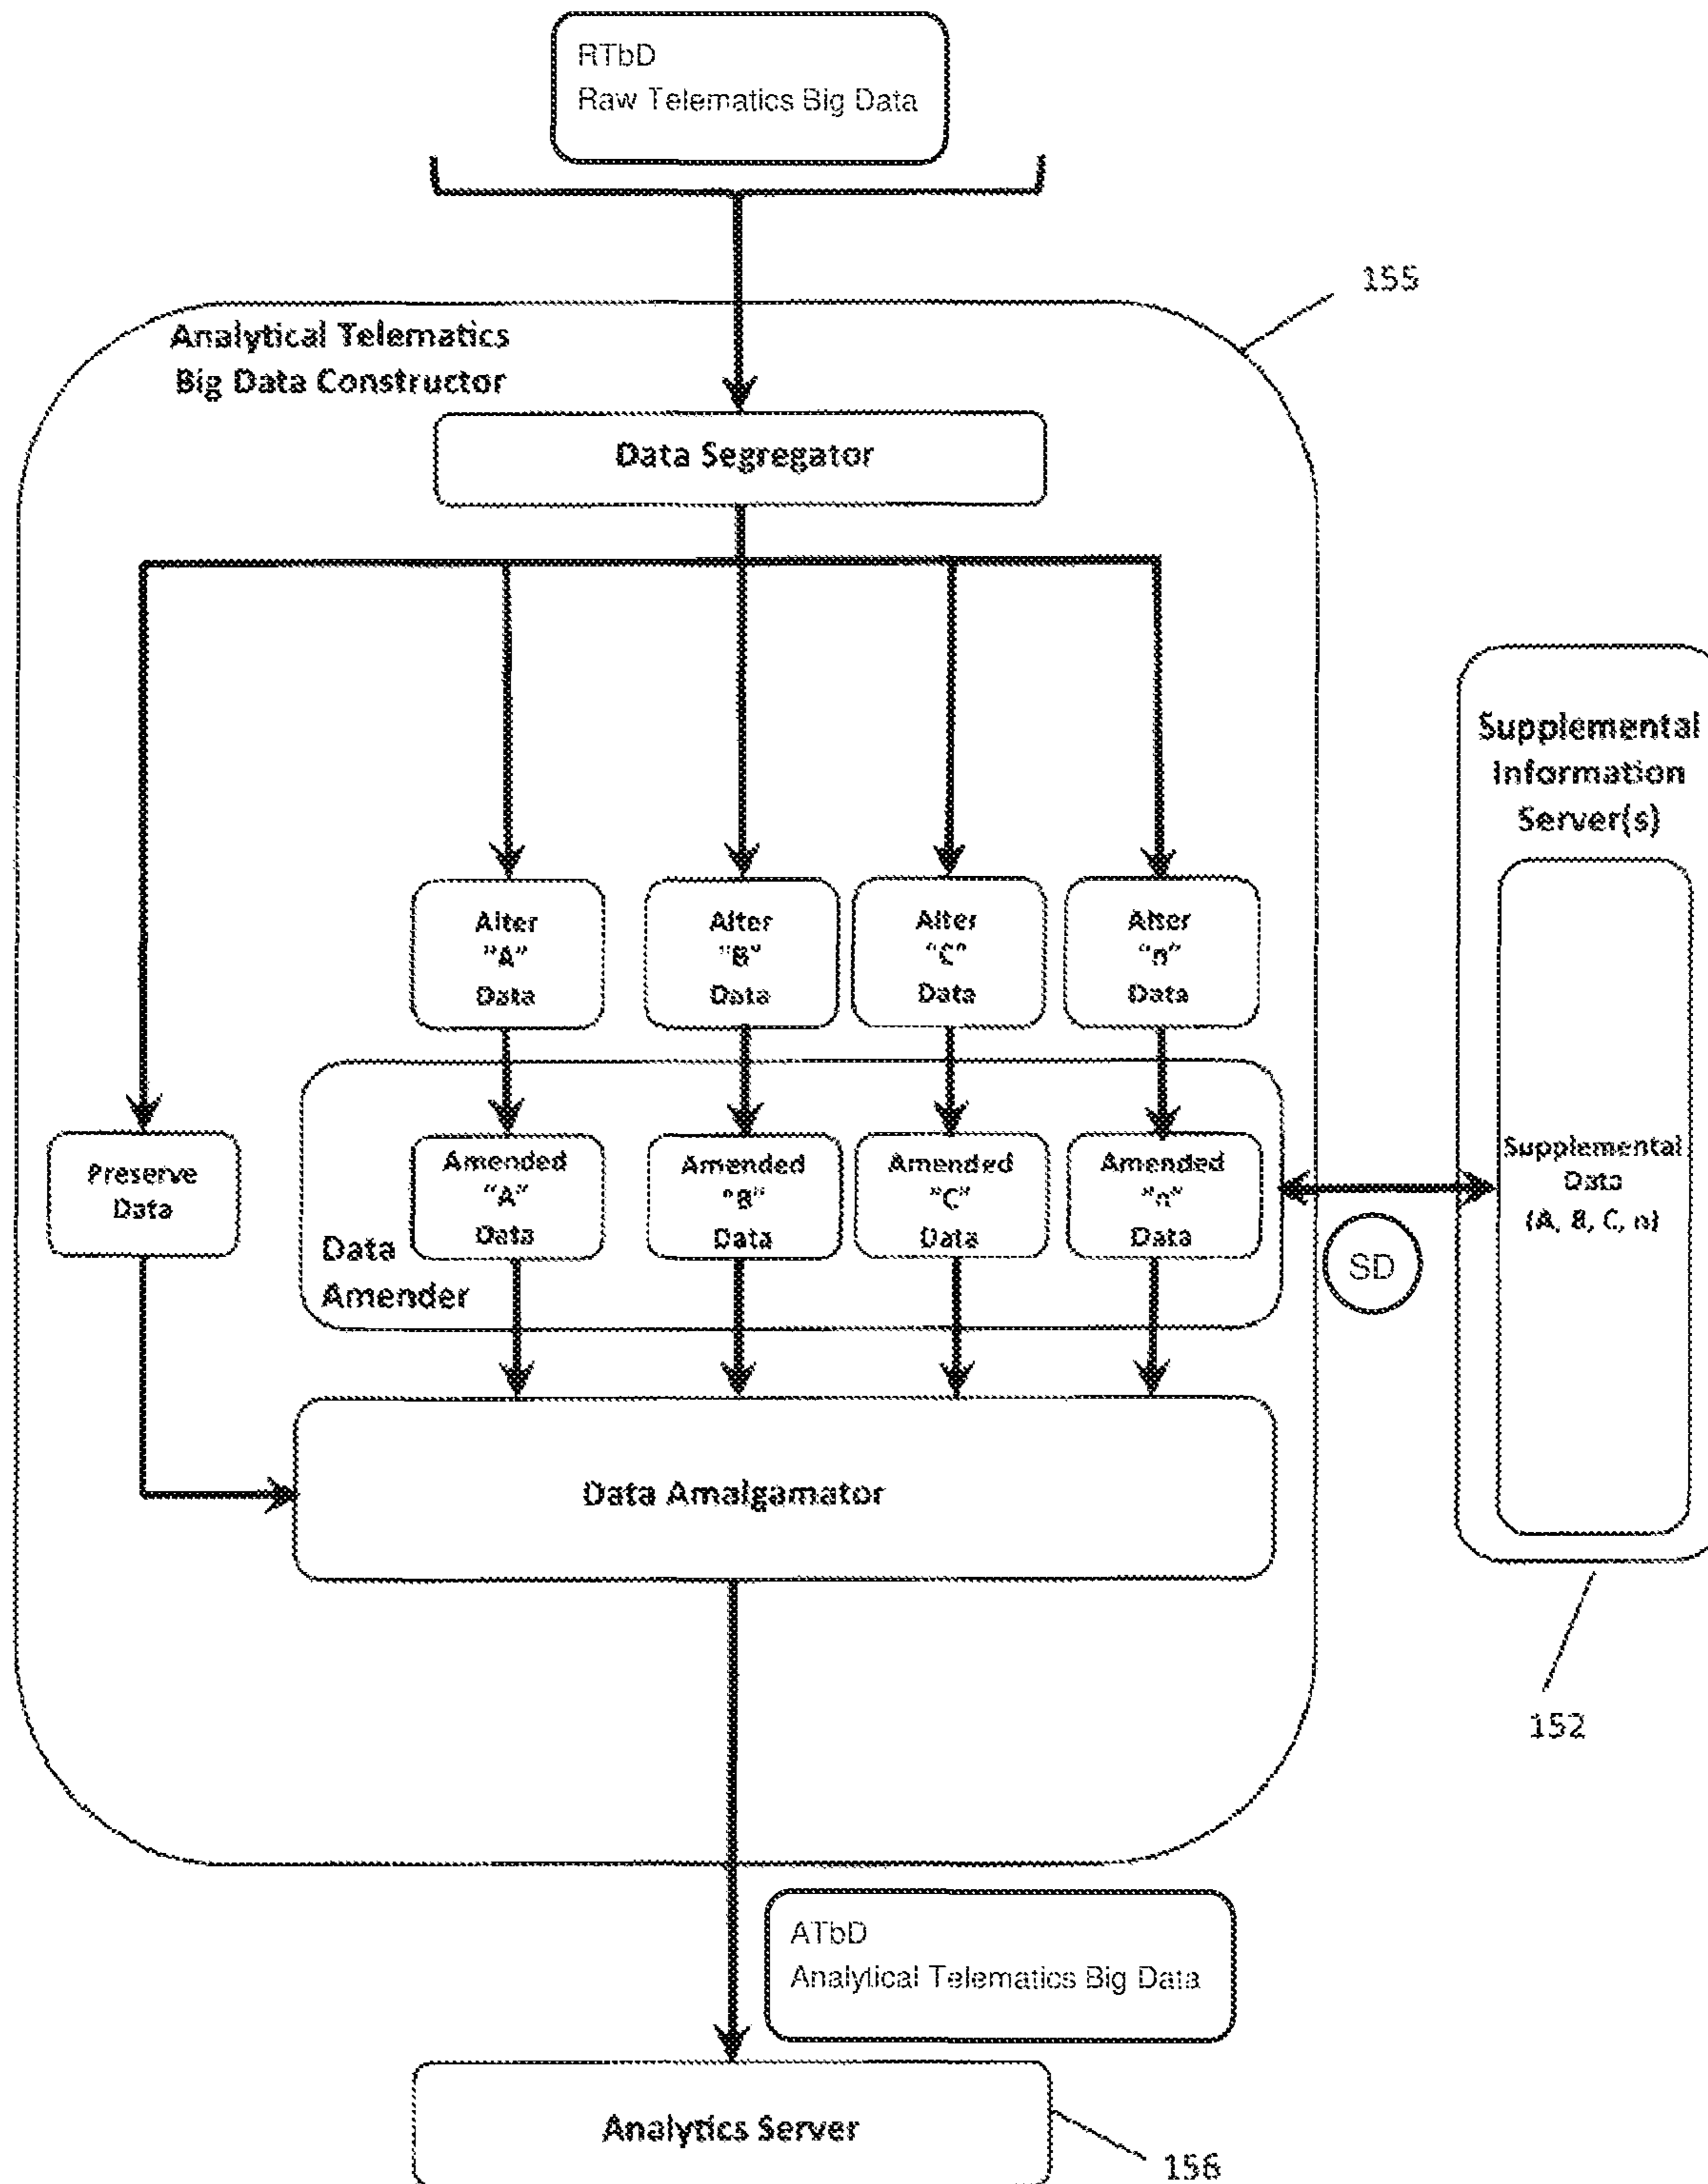 RTbD
Raw Telematics Big Data
155
Analytical Telematics
Big Data Constructor
Data Segregator
Supplemental
Information
Server(s)
Alter
"A"
Data
Alter
"B"
Data
Alter
"C"
Data
Alter
"n"
Data
Preserve
Data
Amended
"A"
Data
Amended
"B"
Data
Amended
"C"
Data
Amended
"n"
Data
Data
Amender
Supplemental
Data
(A, B, C, n)
SD
Data Amalgamator
152
ATbD
Analytical Telematics Big Data
Analytics Server
156